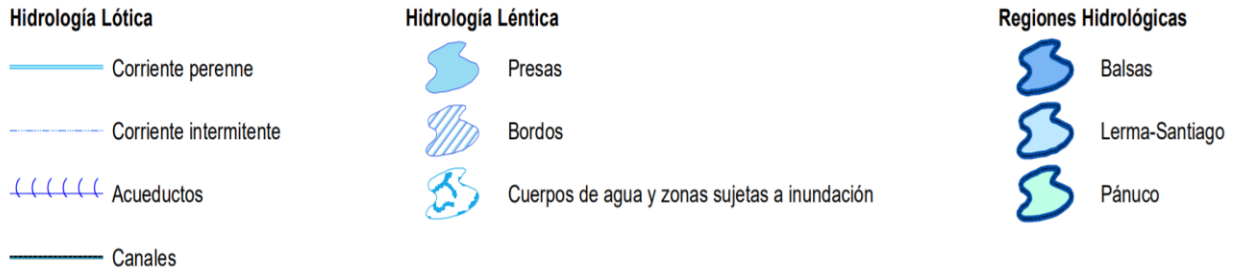 Hidrología Lótica
Corriente perenne
Corriente intermitente
Acueductos
Canales
Hidrología Léntica
Presas
Bordos
Cuerpos de agua y zonas sujetas a inundación
Regiones Hidrológicas
Balsas
Lerma-Santiago
Pánuco